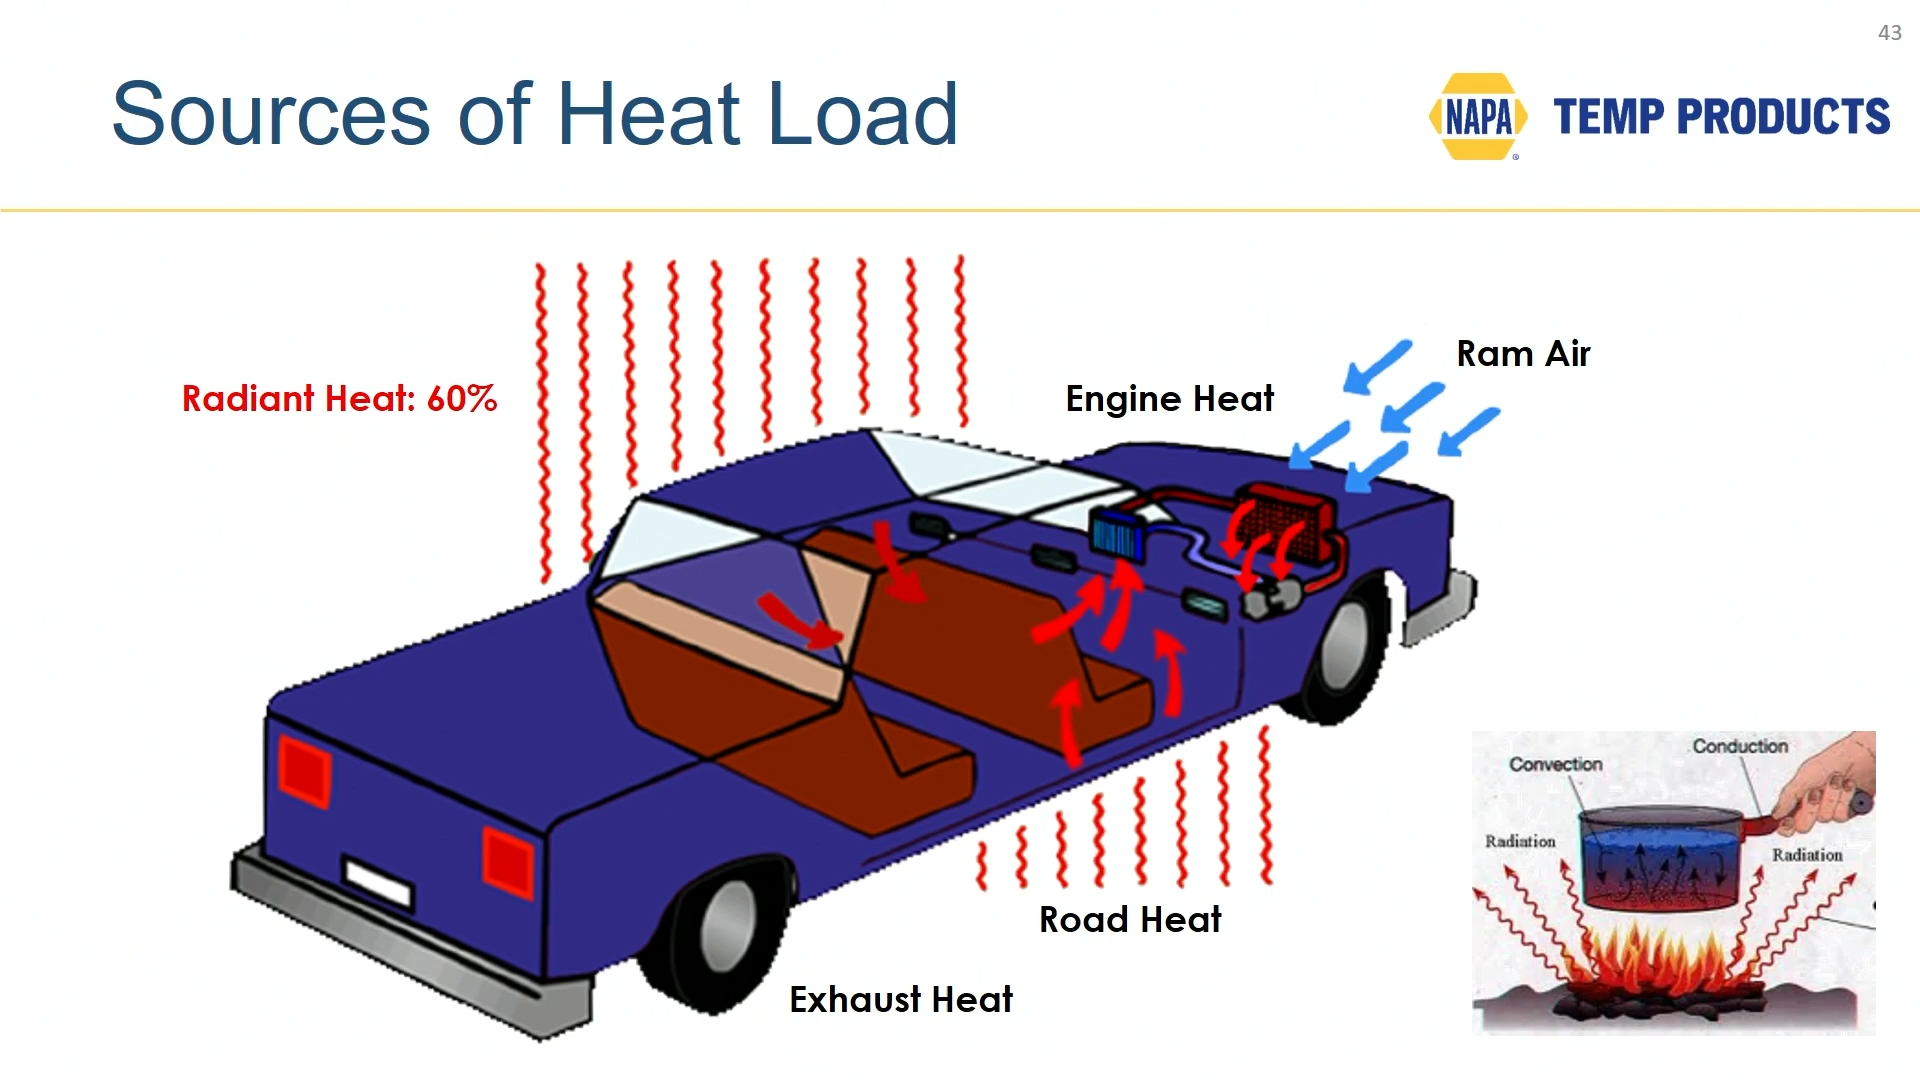 43
Sources of Heat Load
NAPA
®
TEMP PRODUCTS
Ram Air
Radiant Heat: 60%
Engine Heat
Road Heat
Exhaust Heat
Conduction
Convection
Radiation
Radiation